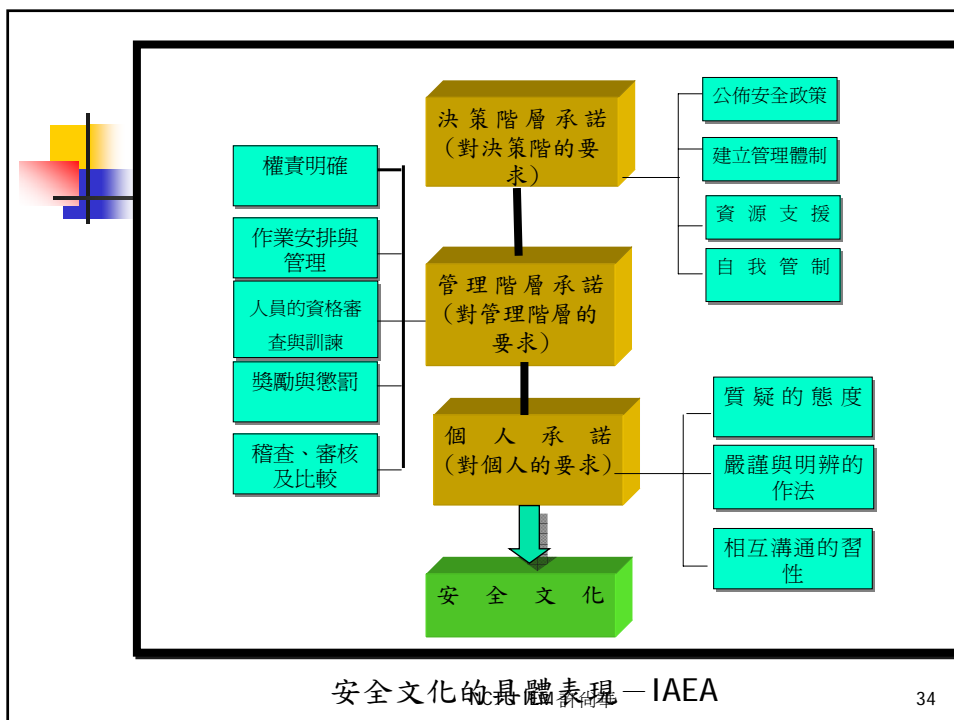 決策階層承諾
(對決策階的要
求)
公佈安全政策
建立管理體制
資源支援
自我管制
權責明確
作業安排與
管理
人員的資格審
查與訓諫
獎勵與懲罰
稽查、審核
及比較
管理階層承諾
(對管理階層的
要求)
個人承諾
(對個人的要求)
質疑的態度
嚴謹與明辨的
作法
相互溝通的習
性
安全文化
安全文化的具體表現－IAEA
NCTU IEM 許尚華
34